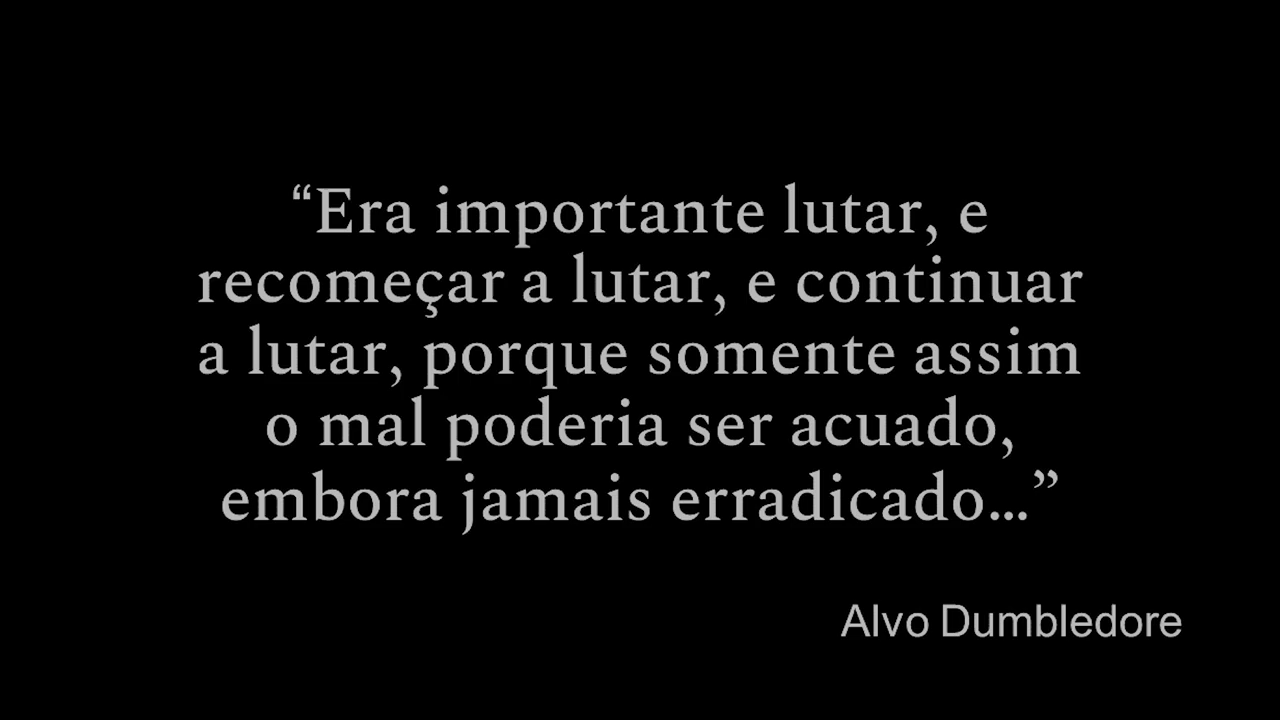 “Era importante lutar, e
recomeçar a lutar, e continuar
a lutar, porque somente assim
o mal poderia ser acuado,
embora jamais erradicado...”
Alvo Dumbledore